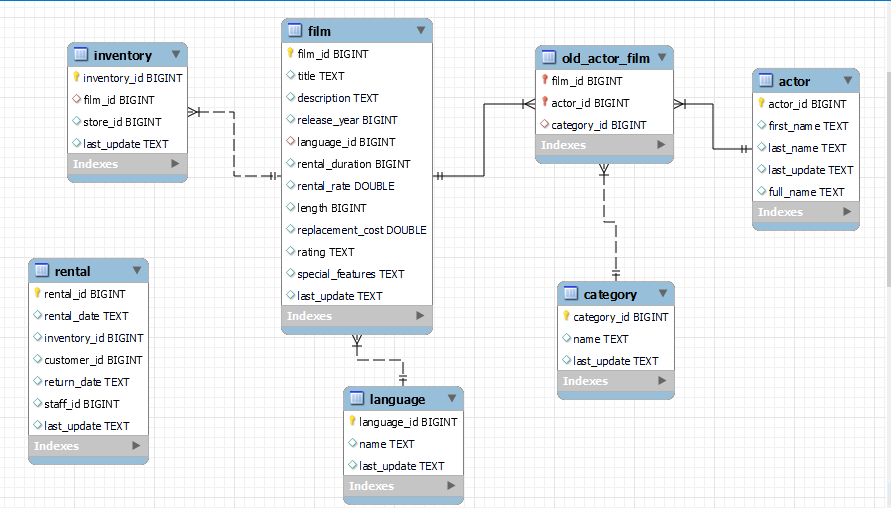 inventory
inventory_id BIGINT
film_id BIGINT
store_id BIGINT
last_update TEXT
Indexes
film
film_id BIGINT
title TEXT
description TEXT
release_year BIGINT
language_id BIGINT
rental_duration BIGINT
rental_rate DOUBLE
length BIGINT
replacement_cost DOUBLE
rating TEXT
special_features TEXT
last_update TEXT
Indexes
old_actor_film
film_id BIGINT
actor_id BIGINT
category_id BIGINT
Indexes
actor
actor_id BIGINT
first_name TEXT
last_name TEXT
last_update TEXT
full_name TEXT
Indexes
rental
rental_id BIGINT
rental_date TEXT
inventory_id BIGINT
customer_id BIGINT
return_date TEXT
staff_id BIGINT
last_update TEXT
Indexes
language
language_id BIGINT
name TEXT
last_update TEXT
Indexes
category
category_id BIGINT
name TEXT
last_update TEXT
Indexes